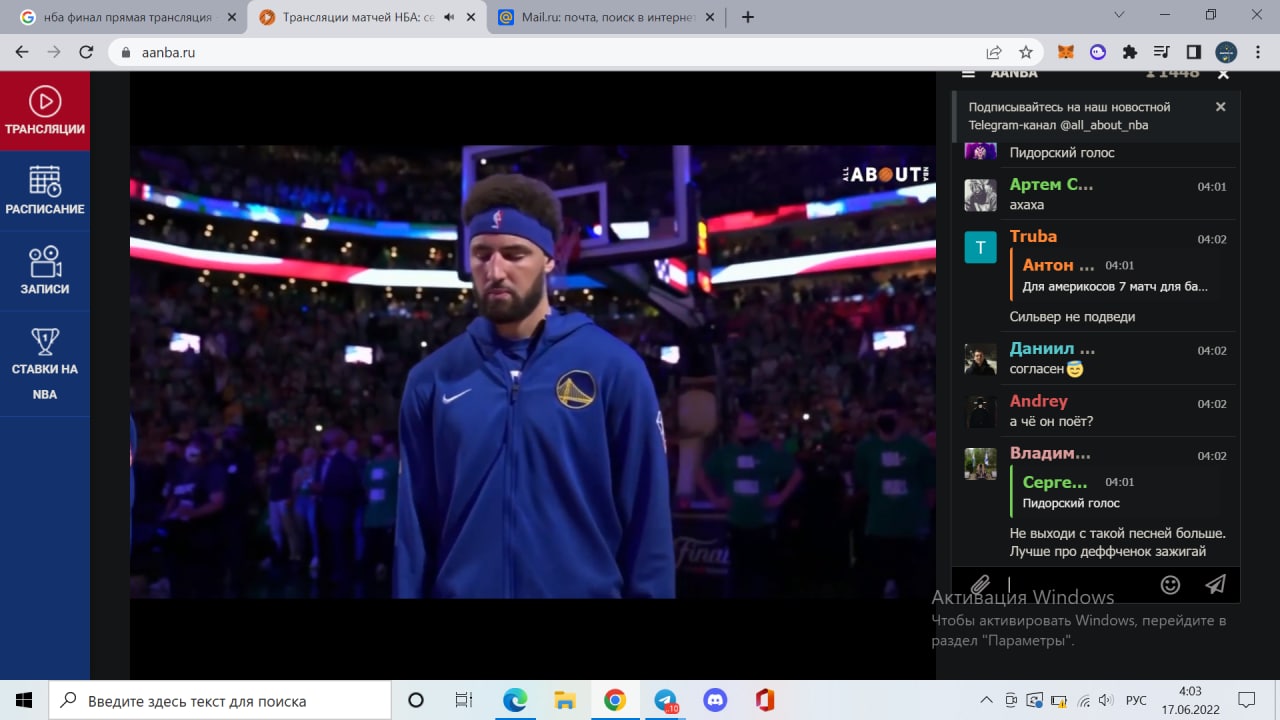 нба финал прямая трансляция
Трансляции матчей НБА: се
Mail.ru: почта, поиск в интернет
aanba.ru
ТРАНСЛЯЦИИ
РАСПИСАНИЕ
ЗАПИСИ
1
СТАВКИ НА
NBA
ALL ABOUT NBA
Final
AANBA
1448
Подписывайтесь на наш новостной
Telegram-канал @all_about_nba
Пидорский голос
Артем С...
04:01
ахаха
T
Truba
04:02
Антон ...
04:01
Для америкосов 7 матч для ба...
Сильвер не подведи
Даниил ...
04:02
согласен
Andrey
04:02
а чё он поёт?
Владим...
04:02
Серге...
04:01
Пидорский голос
Не выходи с такой песней больше.
Лучше про деффченок зажигай
Активация Windows
Чтобы активировать Windows, перейдите в
раздел "Параметры".
Введите здесь текст для поиска
..10
РУС
4:03
17.06.2022